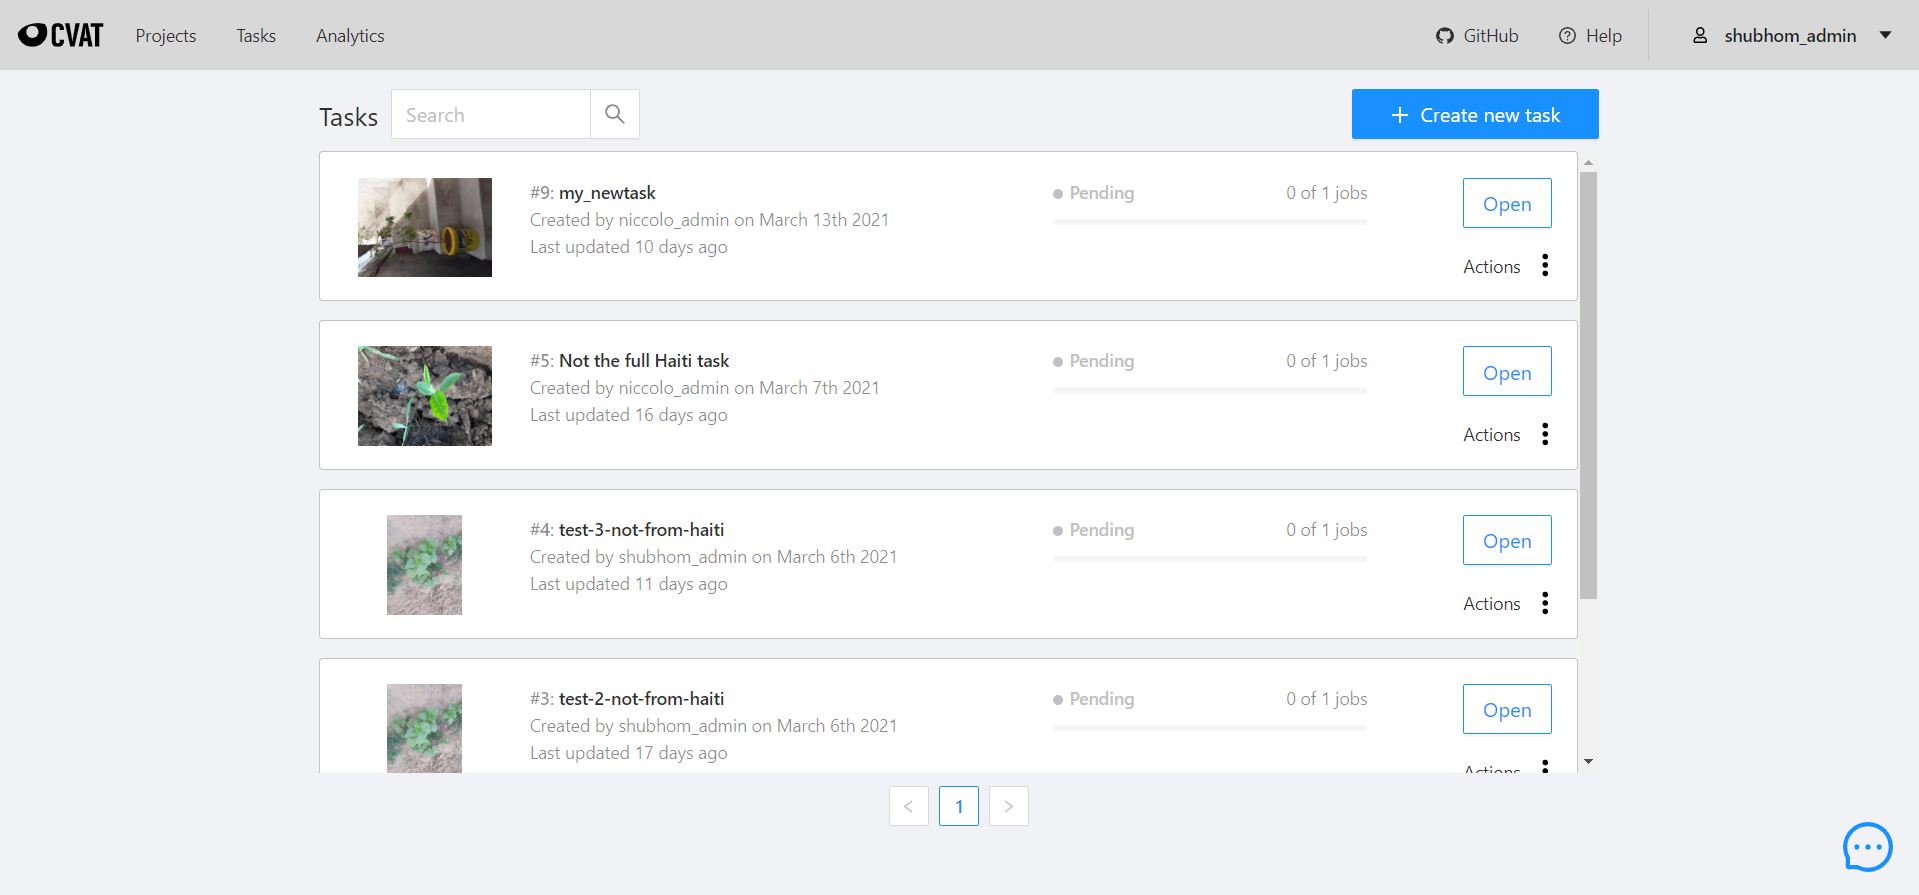 CVAT Projects Tasks Analytics GitHub Help shubhom_admin
Tasks Search + Create new task
#9: my_newtask Pending 0 of 1 jobs Open
Created by niccolo_admin on March 13th 2021
Last updated 10 days ago
Actions
#5: Not the full Haiti task Pending 0 of 1 jobs Open
Created by niccolo_admin on March 7th 2021
Last updated 16 days ago
Actions
#4: test-3-not-from-haiti Pending 0 of 1 jobs Open
Created by shubhom_admin on March 6th 2021
Last updated 11 days ago
Actions
#3: test-2-not-from-haiti Pending 0 of 1 jobs Open
Created by shubhom_admin on March 6th 2021
Last updated 17 days ago
Actions
< 1 >